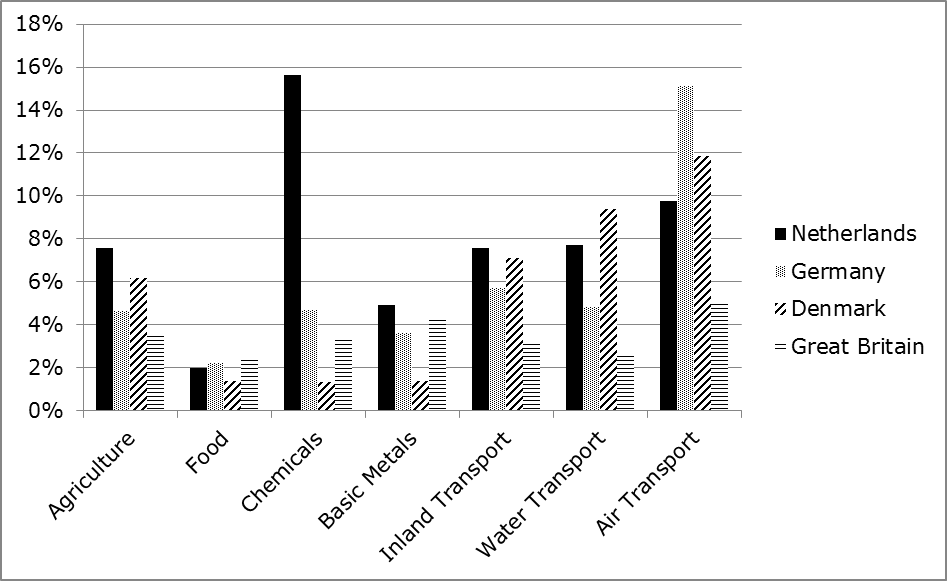 18%
16%
14%
12%
10%
8%
6%
4%
2%
0%
Agriculture
Food
Chemicals
Basic Metals
Inland Transport
Water Transport
Air Transport
Netherlands
Germany
Denmark
Great Britain